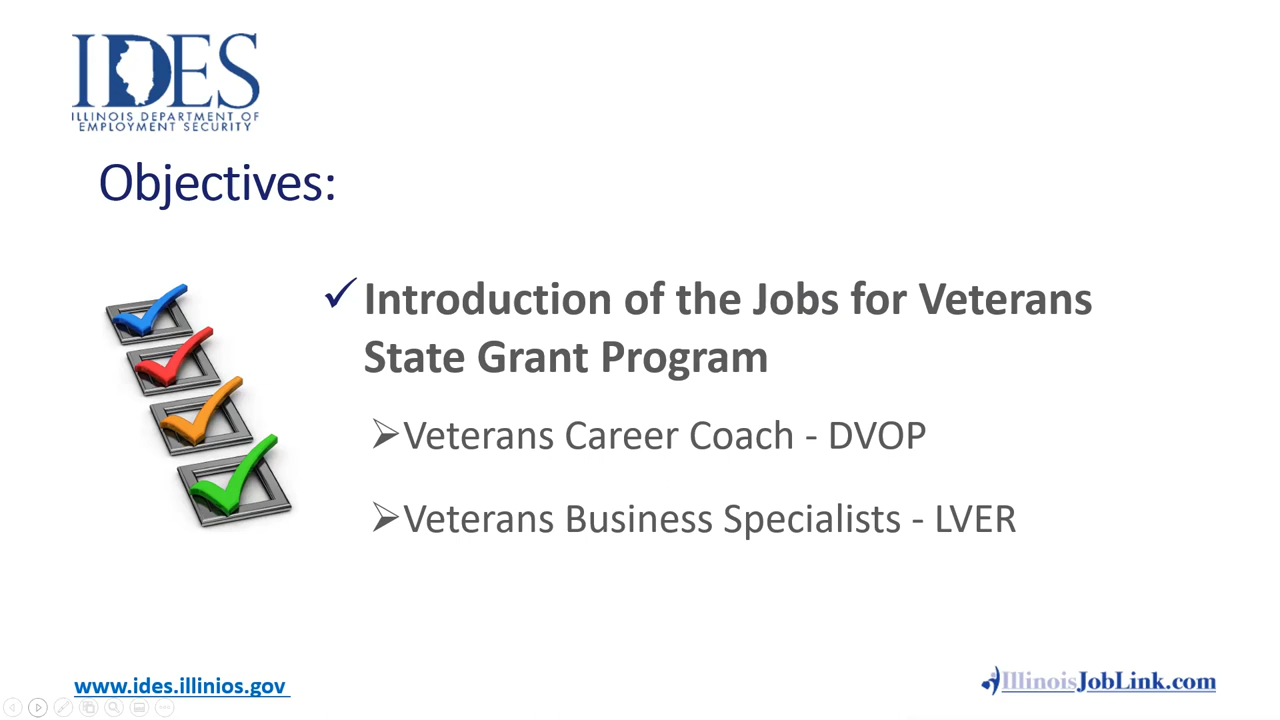 IDES
ILLINOIS DEPARTMENT OF
EMPLOYMENT SECURITY
Objectives:
✓ Introduction of the Jobs for Veterans
State Grant Program
➢ Veterans Career Coach - DVOP
➢ Veterans Business Specialists - LVER
www.ides.illinios.gov
IllinoisJobLink.com